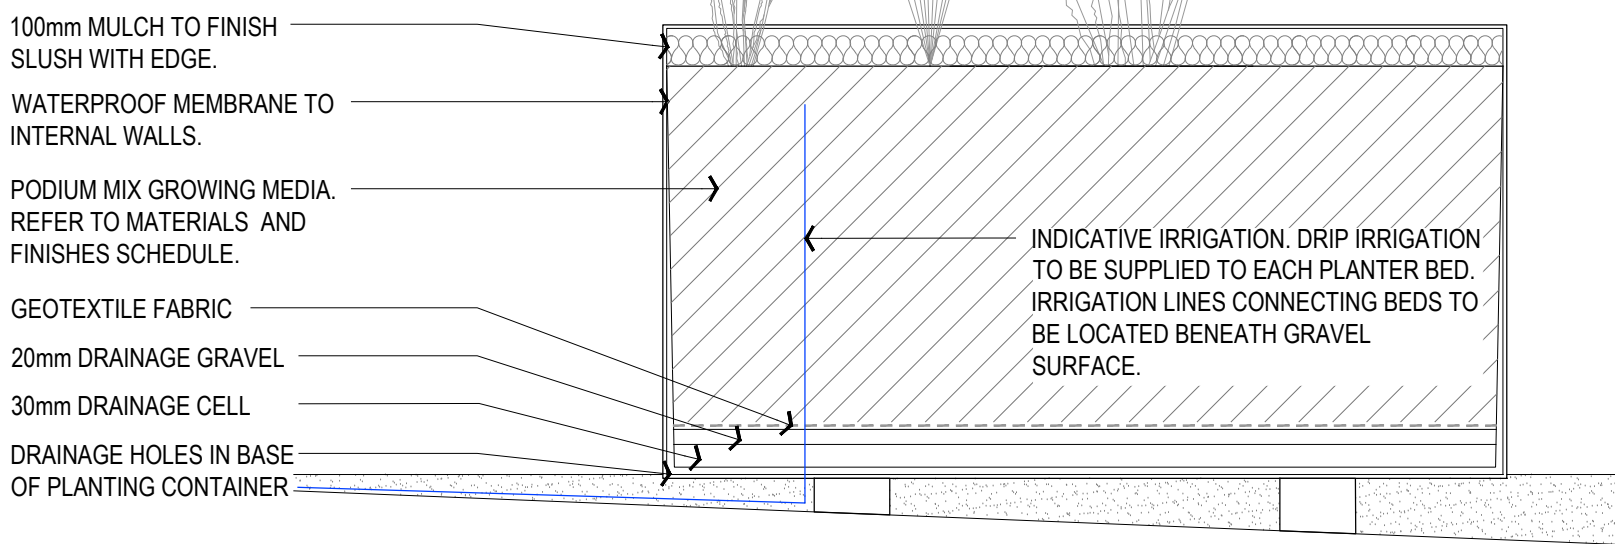 100mm MULCH TO FINISH
SLUSH WITH EDGE.
WATERPROOF MEMBRANE TO
INTERNAL WALLS.
PODIUM MIX GROWING MEDIA.
REFER TO MATERIALS AND
FINISHES SCHEDULE.
GEOTEXTILE FABRIC
20mm DRAINAGE GRAVEL
30mm DRAINAGE CELL
DRAINAGE HOLES IN BASE
OF PLANTING CONTAINER
INDICATIVE IRRIGATION. DRIP IRRIGATION
TO BE SUPPLIED TO EACH PLANTER BED.
IRRIGATION LINES CONNECTING BEDS TO
BE LOCATED BENEATH GRAVEL
SURFACE.